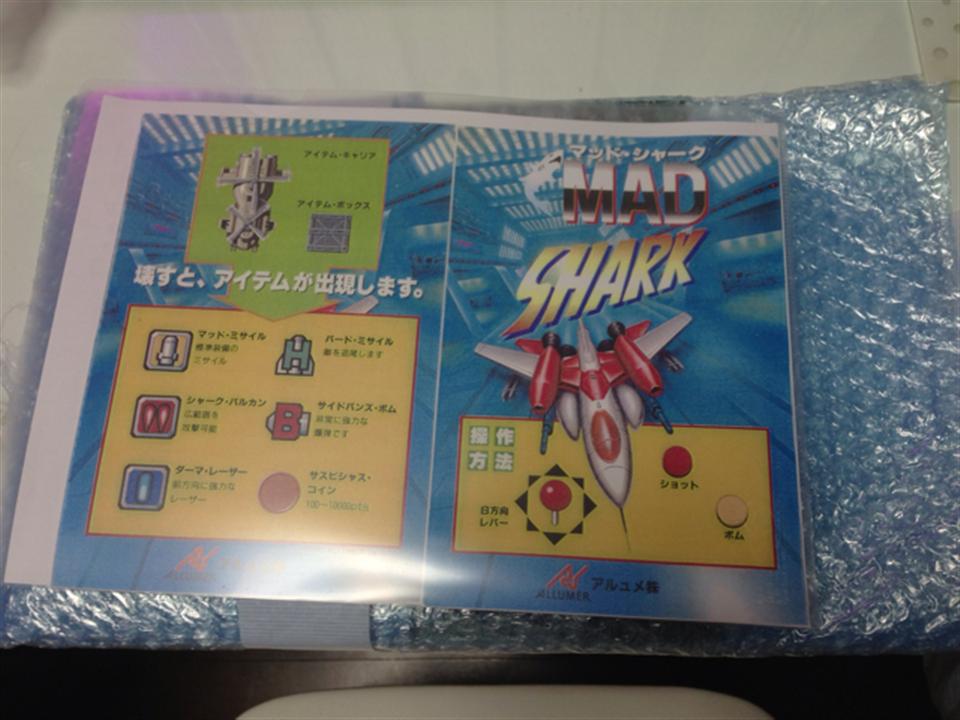 アイテム・キャリア
アイテム・ボックス
壊すと、アイテムが出現します。
マッド・ミサイル
標準装備の
ミサイル
バード・ミサイル
敵を追尾します
シャーク・バルカン
広範囲を
攻撃可能
B
サイドバンズ・ボム
非常に強力な
爆弾です
ダーマ・レーザー
前方向に強力な
レーザー
サスピシャス・
コイン
100～10000pts
ALLUMER
アルュメ㈱
マッド・シャーク
MAD
SHARK
操作
方法
8方向
レバー
ショット
ボム
ALLUMER
アルュメ㈱